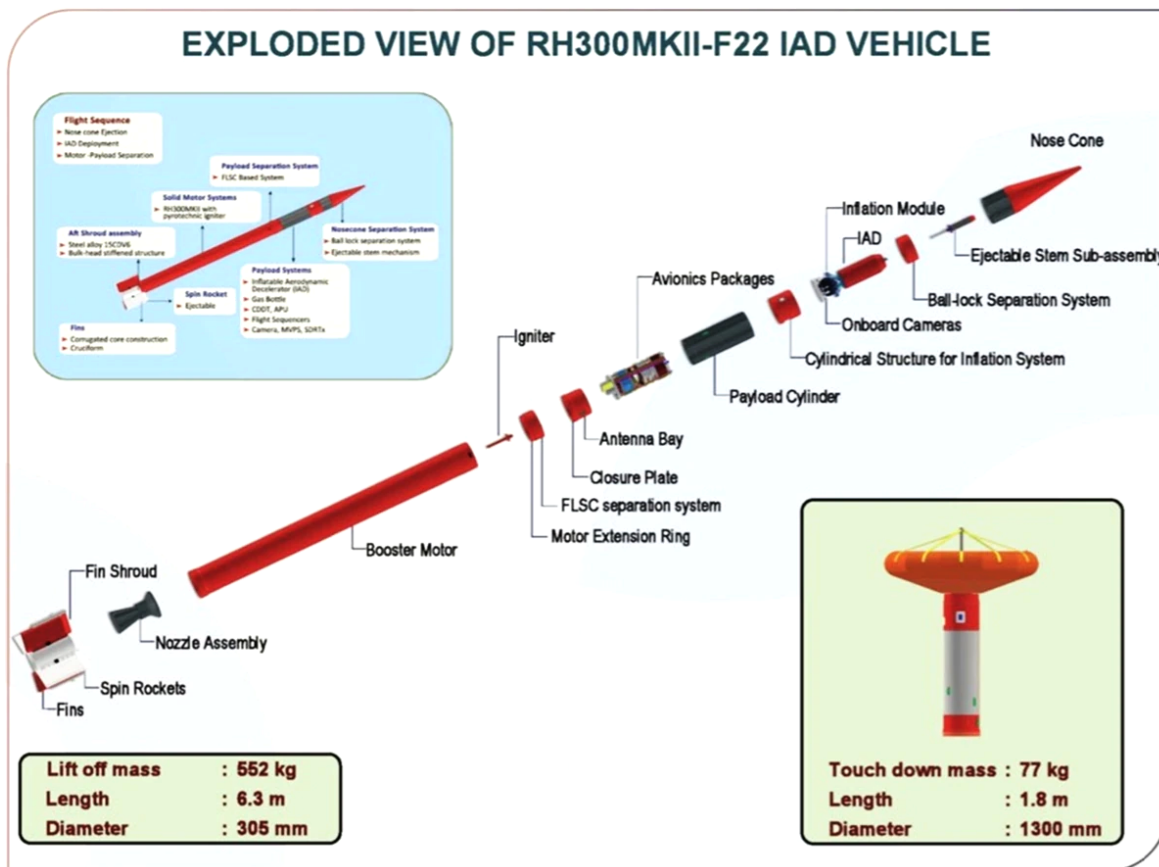 EXPLODED VIEW OF RH300MKII-F22 IAD VEHICLE
Flight Sequence
Nose cone Ejection
IAD Deployment
Motor -Payload Separation
Payload Separation System
FLSC Based System
Solid Motor Systems
RH300MKII with
pyrotechnic igniter
Aft Shroud assembly
Steel alloy 15CDV6
Bulk-head stiffened structure
Nosecone Separation System
Ball lock separation system
Ejectable stem mechanism
Payload Systems
Inflatable Aerodynamic
Decelerator (IAD)
Gas Bottle
CDDT, APU
Flight Sequencers
Camera, MVPS, SDRTx
Spin Rocket
Ejectable
Fins
Corrugated core construction
Cruciform
Nose Cone
Inflation Module
IAD
Ejectable Stem Sub-assembly
Avionics Packages
Ball-lock Separation System
Onboard Cameras
Igniter
Cylindrical Structure for Inflation System
Payload Cylinder
Antenna Bay
Closure Plate
FLSC separation system
Motor Extension Ring
Booster Motor
Fin Shroud
Nozzle Assembly
Spin Rockets
Fins
Lift off mass : 552 kg
Length : 6.3 m
Diameter : 305 mm
Touch down mass : 77 kg
Length : 1.8 m
Diameter : 1300 mm